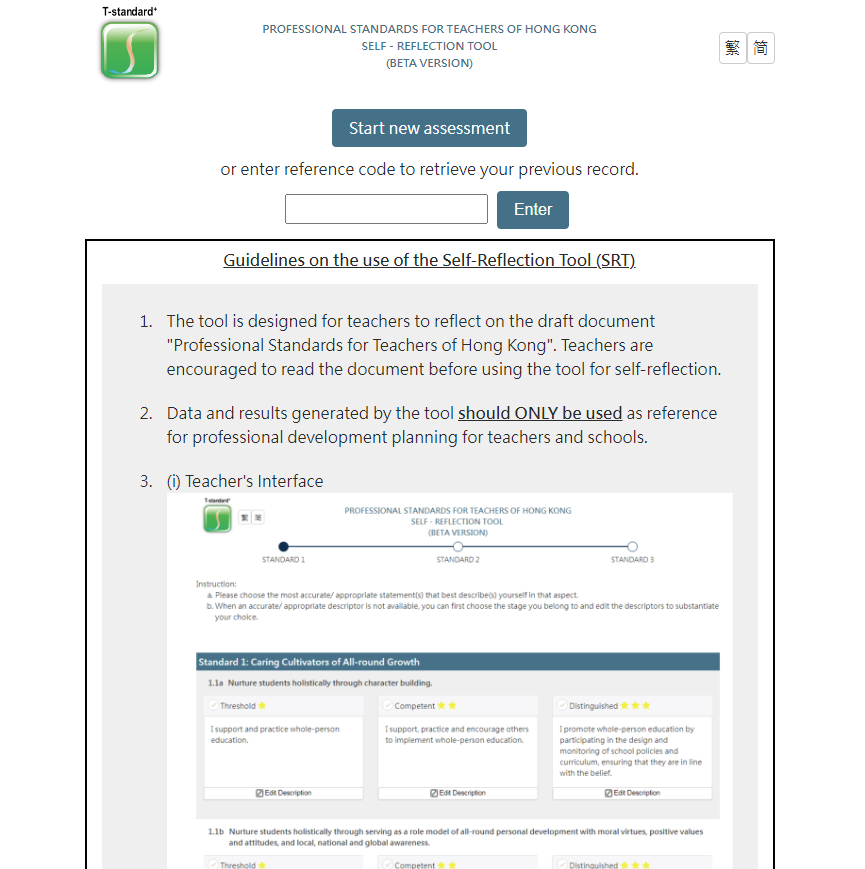 T-standard+
PROFESSIONAL STANDARDS FOR TEACHERS OF HONG KONG
SELF - REFLECTION TOOL
(BETA VERSION)
繁 简
Start new assessment
or enter reference code to retrieve your previous record.
Enter
Guidelines on the use of the Self-Reflection Tool (SRT)
1. The tool is designed for teachers to reflect on the draft document
"Professional Standards for Teachers of Hong Kong". Teachers are
encouraged to read the document before using the tool for self-reflection.
2. Data and results generated by the tool should ONLY be used as reference
for professional development planning for teachers and schools.
3. (i) Teacher's Interface
T-standard+
繁 简
PROFESSIONAL STANDARDS FOR TEACHERS OF HONG KONG
SELF - REFLECTION TOOL
(BETA VERSION)
STANDARD 1 STANDARD 2 STANDARD 3
Instruction:
a. Please choose the most accurate/ appropriate statement(s) that best describe(s) yourself in that aspect.
b. When an accurate/ appropriate descriptor is not available, you can first choose the stage you belong to and edit the descriptors to substantiate
your choice.
Standard 1: Caring Cultivators of All-round Growth
1.1a Nurture students holistically through character building.
Threshold
I support and practice whole-person
education.
Edit Description
Competent
I support, practice and encourage others
to implement whole-person education.
Edit Description
Distinguished
I promote whole-person education by
participating in the design and
monitoring of school policies and
curriculum, ensuring that they are in line
with the belief.
Edit Description
1.1b Nurture students holistically through serving as a role model of all-round personal development with moral virtues, positive values
and attitudes, and local, national and global awareness.
Threshold Competent Distinguished